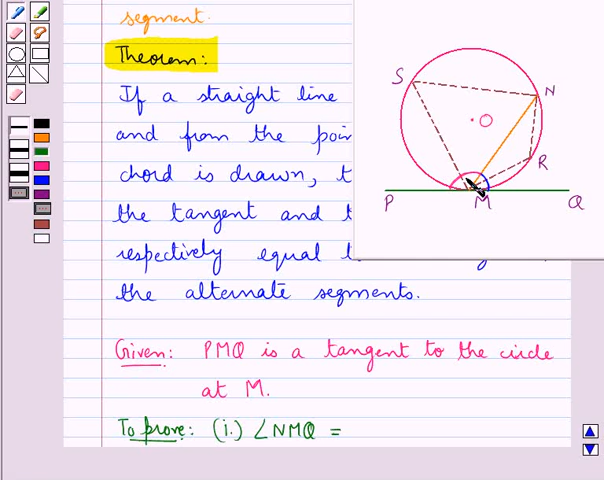 segment.
Theorem:
If a straight line
and from the poin
chord is drawn, t
the tangent and t
respectively equal t
the alternate segments.
Given: PMQ is a tangent to the circle
at M.
To prove: (i.) ∠NMQ =
S
N
O
R
P
M
Q